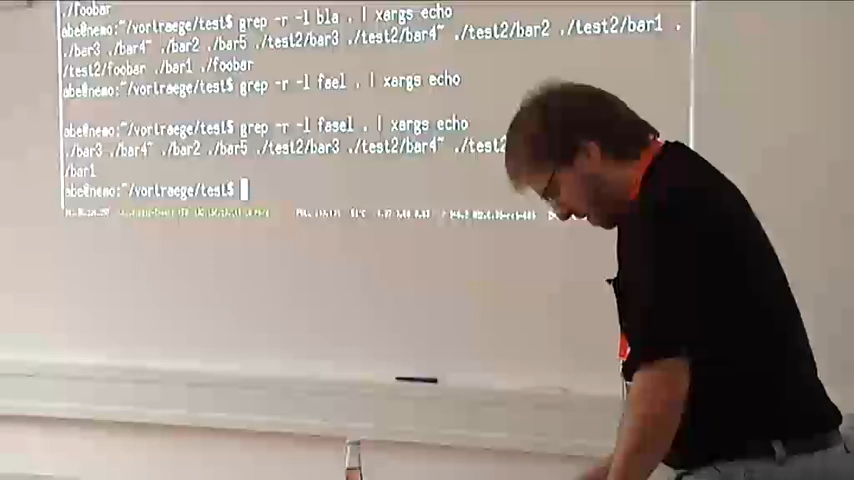 ./foobar
abe@nemo:~/vortraege/test$ grep -r -l bla . | xargs echo
./bar3 ./bar4~ ./bar2 ./bar5 ./test2/bar3 ./test2/bar4~ ./test2/bar2 ./test2/bar1 .
/test2/foobar ./bar1 ./foobar
abe@nemo:~/vortraege/test$ grep -r -l fael . | xargs echo
abe@nemo:~/vortraege/test$ grep -r -l fasel . | xargs echo
./bar3 ./bar4~ ./bar2 ./bar5 ./test2/bar3 ./test2/bar4~ ./test2
/bar1
abe@nemo:~/vortraege/test$